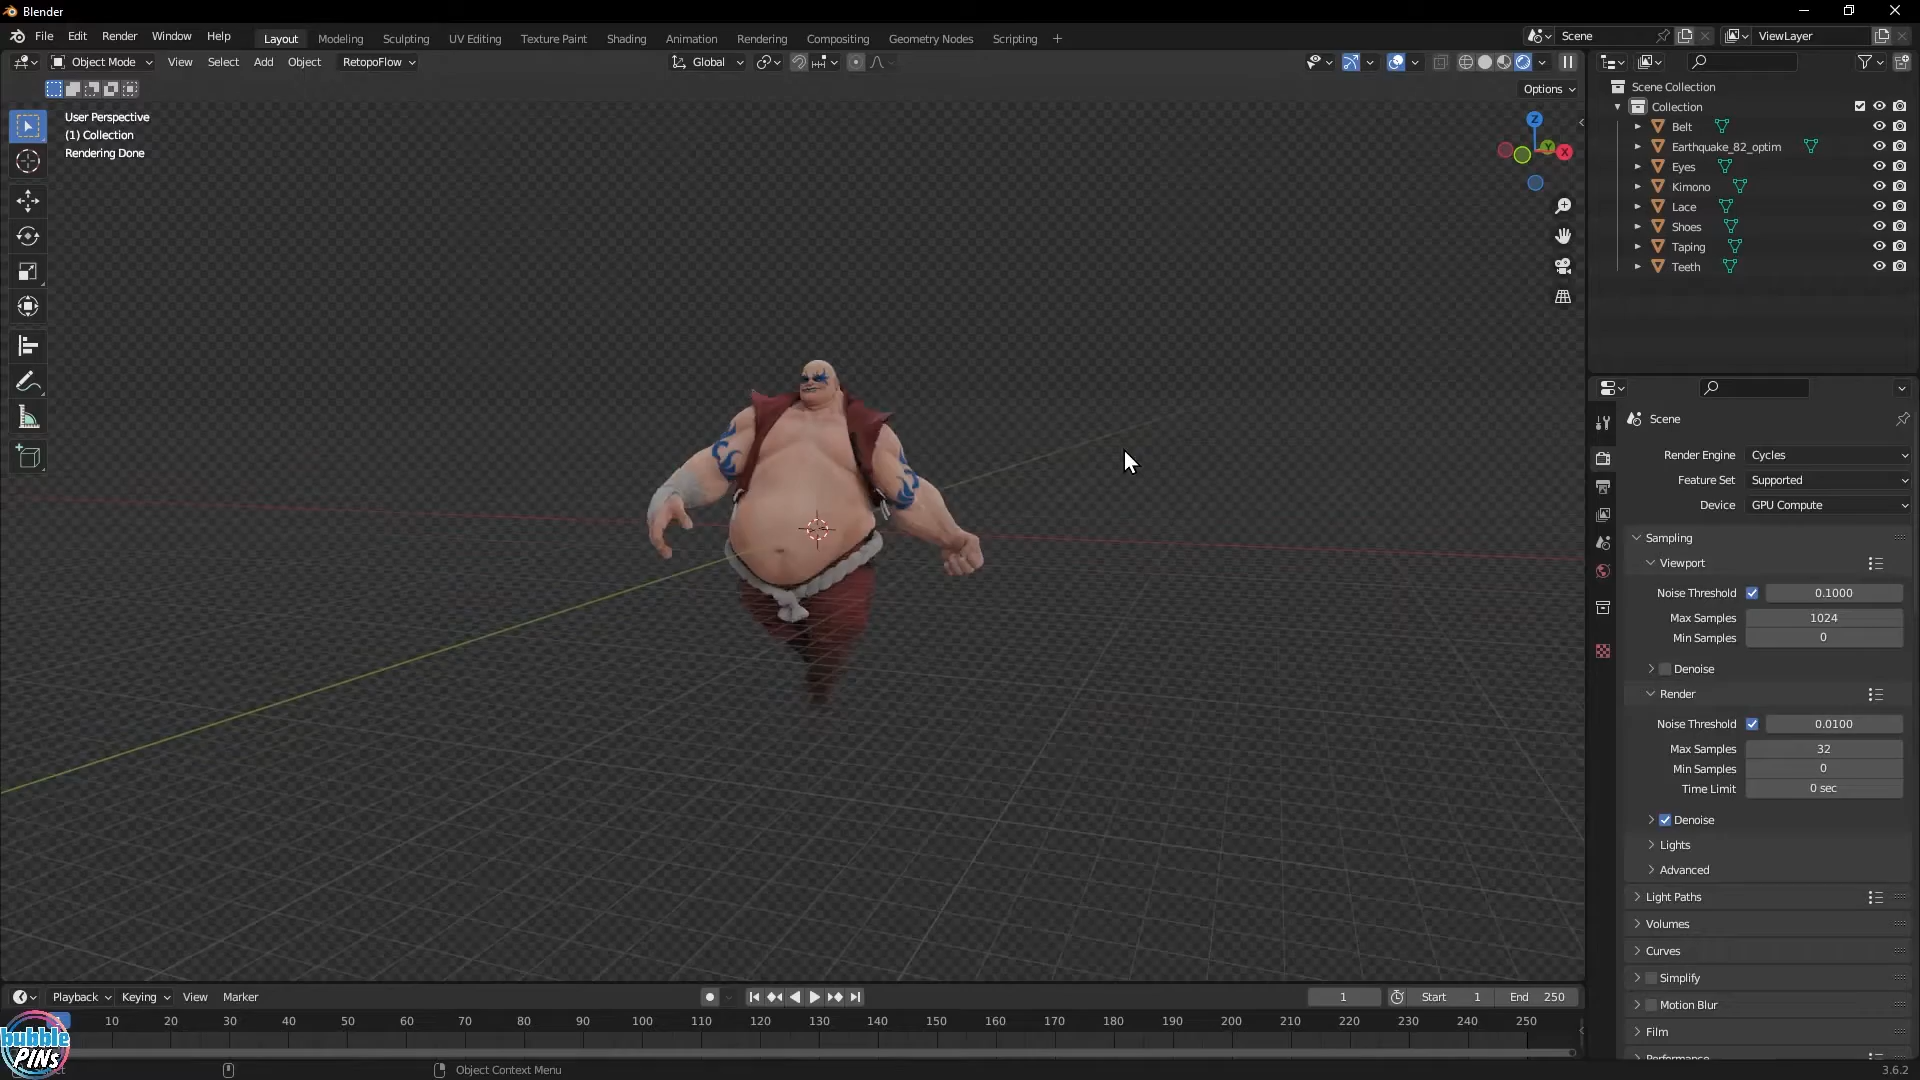 Blender
File Edit Render Window Help Layout Modeling Sculpting UV Editing Texture Paint Shading Animation Rendering Compositing Geometry Nodes Scripting + Scene ViewLayer
Object Mode View Select Add Object RetopoFlow Global
Options
User Perspective
(1) Collection
Rendering Done
Z
Y
X
Scene Collection
Collection
Belt
Earthquake_82_optim
Eyes
Kimono
Lace
Shoes
Taping
Teeth
Scene
Render Engine Cycles
Feature Set Supported
Device GPU Compute
Sampling
Viewport
Noise Threshold 0.1000
Max Samples 1024
Min Samples 0
Denoise
Render
Noise Threshold 0.0100
Max Samples 32
Min Samples 0
Time Limit 0 sec
Denoise
Lights
Advanced
Light Paths
Volumes
Curves
Simplify
Motion Blur
Film
Performance
Playback Keying View Marker 1 Start 1 End 250
10 20 30 40 50 60 70 80 90 100 110 120 130 140 150 160 170 180 190 200 210 220 230 240 250
bubble
PINs
Object Context Menu
3.6.2